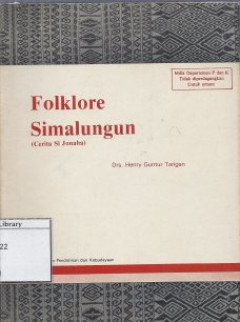 Milik Departemen P dan K
Tidak diperdagangkan
Untuk umum
Folklore
Simalungun
(Cerita Si Jonaha)
Drs. Henry Guntur Tarigan
Library
22
Pendidikan dan Kebudayaan